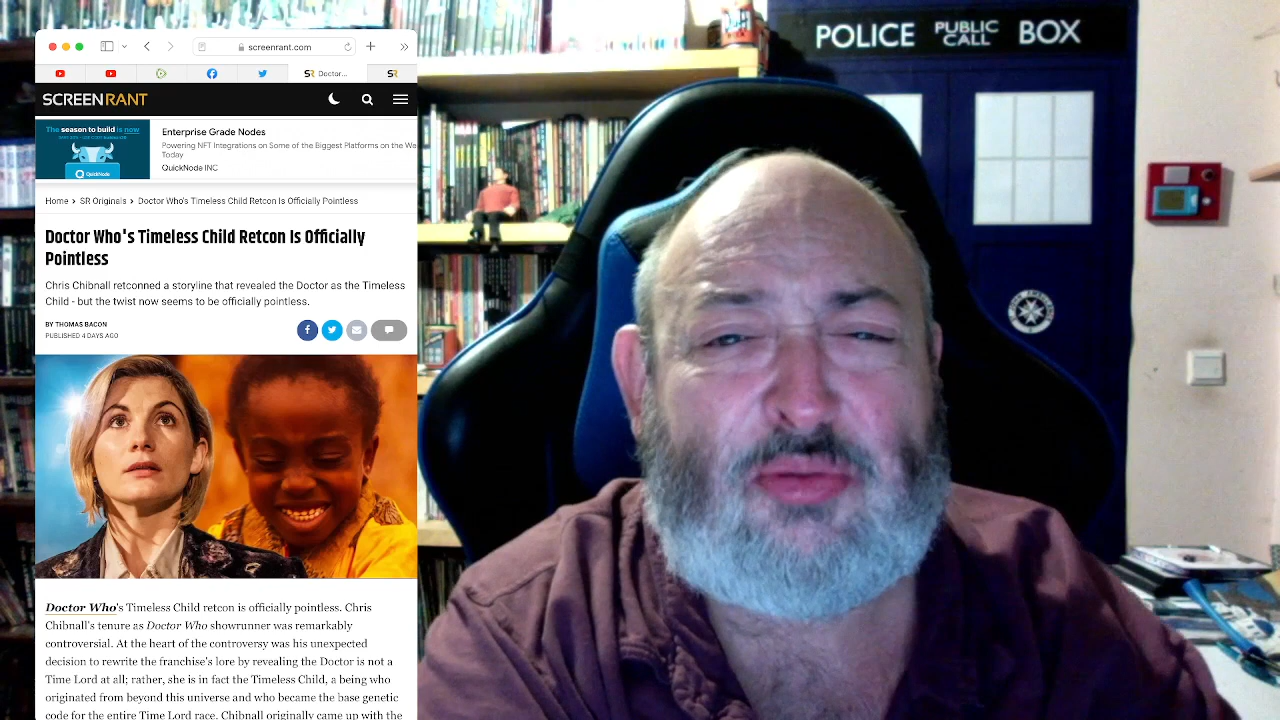 screenrant.com
SR Doctor...
SR
SCREENRANT
The season to build is now
QuickNode
Enterprise Grade Nodes
Powering NFT Integrations on Some of the Biggest Platforms on the We
Today
QuickNode INC
Home > SR Originals > Doctor Who's Timeless Child Retcon Is Officially Pointless
Doctor Who's Timeless Child Retcon Is Officially
Pointless
Chris Chibnall retconned a storyline that revealed the Doctor as the Timeless
Child - but the twist now seems to be officially pointless.
BY THOMAS BACON
PUBLISHED 4 DAYS AGO
Doctor Who's Timeless Child retcon is officially pointless. Chris
Chibnall's tenure as Doctor Who showrunner was remarkably
controversial. At the heart of the controversy was his unexpected
decision to rewrite the franchise's lore by revealing the Doctor is not a
Time Lord at all; rather, she is in fact the Timeless Child, a being who
originated from beyond this universe and who became the base genetic
code for the entire Time Lord race. Chibnall originally came up with the
POLICE PUBLIC CALL BOX